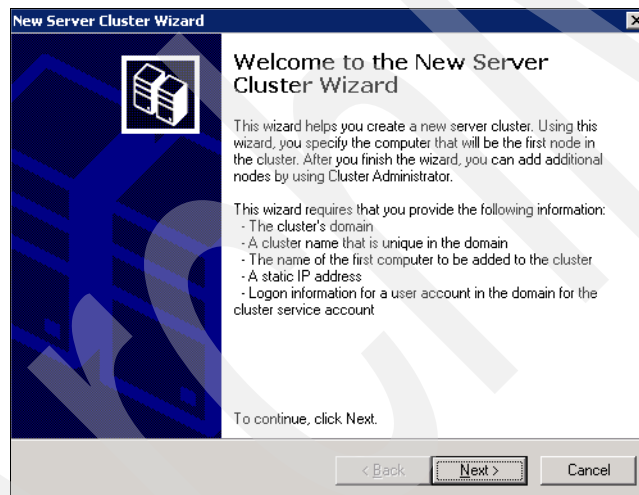 New Server Cluster Wizard
Welcome to the New Server
Cluster Wizard
This wizard helps you create a new server cluster. Using this
wizard, you specify the computer that will be the first node in
the cluster. After you finish the wizard, you can add additional
nodes by using Cluster Administrator.
This wizard requires that you provide the following information:
- The cluster's domain
- A cluster name that is unique in the domain
- The name of the first computer to be added to the cluster
- A static IP address
- Logon information for a user account in the domain for the
cluster service account
To continue, click Next.
< Back
Next >
Cancel